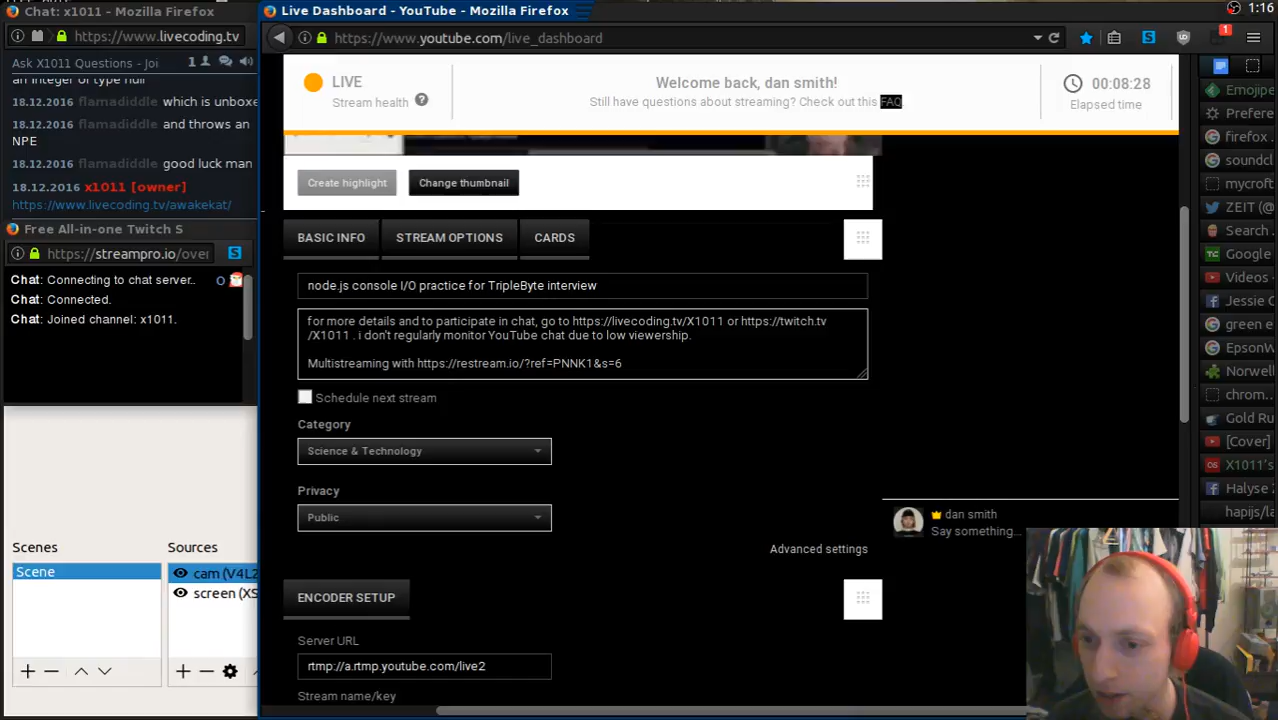 Chat: x1011 - Mozilla Firefox
https://www.livecoding.tv
Ask X1011 Questions - Joi
1
an integer of type null
18.12.2016 flamadiddle which is unboxe
18.12.2016 flamadiddle and throws an
NPE
18.12.2016 flamadiddle good luck man
18.12.2016 x1011 [owner]
https://www.livecoding.tv/awakekat/
Free All-in-one Twitch S
https://streampro.io/over
Chat: Connecting to chat server..
Chat: Connected.
Chat: Joined channel: x1011.
Scenes
Scene
Sources
cam (V4L2
screen (XS
Live Dashboard - YouTube - Mozilla Firefox
1:16
https://www.youtube.com/live_dashboard
1
LIVE
Stream health
Welcome back, dan smith!
Still have questions about streaming? Check out this FAQ.
00:08:28
Elapsed time
Create highlight
Change thumbnail
BASIC INFO
STREAM OPTIONS
CARDS
node.js console I/O practice for TripleByte interview
for more details and to participate in chat, go to https://livecoding.tv/X1011 or https://twitch.tv
/X1011 . i don't regularly monitor YouTube chat due to low viewership.
Multistreaming with https://restream.io/?ref=PNNK1&s=6
Schedule next stream
Category
Science & Technology
Privacy
Public
Advanced settings
ENCODER SETUP
Server URL
rtmp://a.rtmp.youtube.com/live2
Stream name/key
dan smith
Say something...
Emojipe
Prefere
firefox
soundcl
mycroft
ZEIT (@
Search
Google
Videos -
Jessie C
green e
EpsonW
Norwell
chrom...
Gold Ru
[Cover]
X1011's
Halyse
hapijs/la